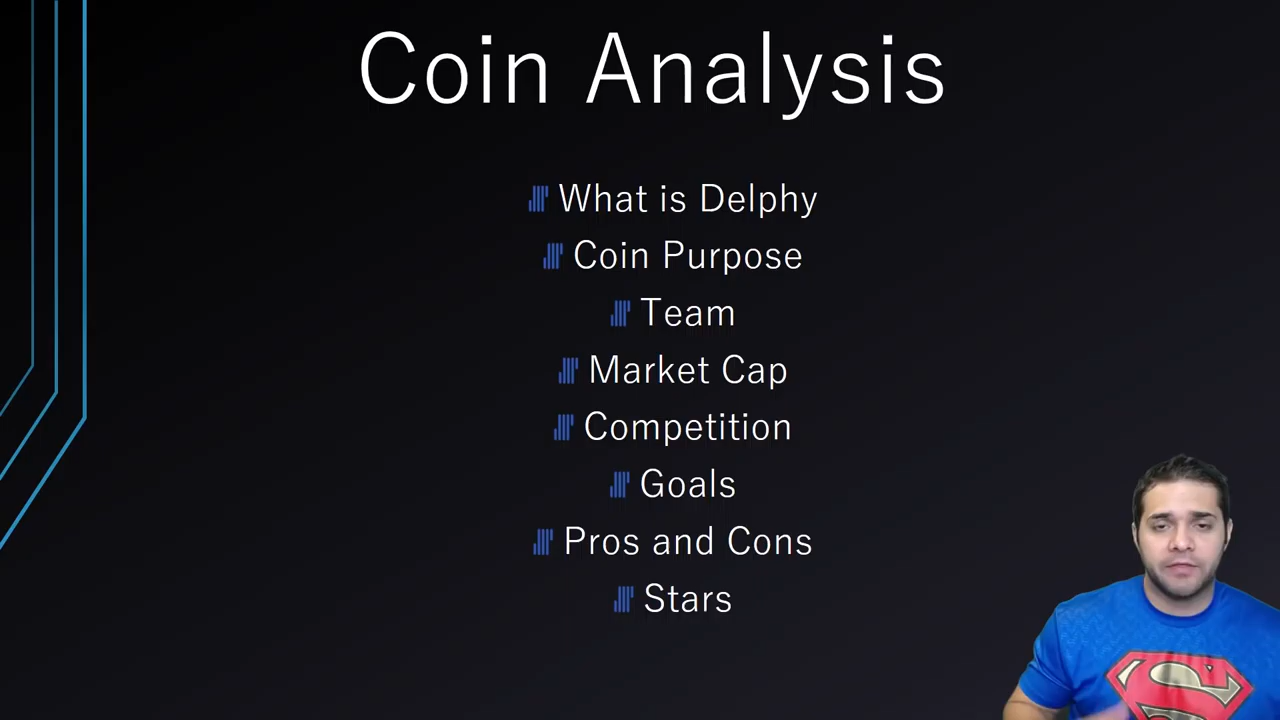 Coin Analysis
What is Delphy
Coin Purpose
Team
Market Cap
Competition
Goals
Pros and Cons
Stars